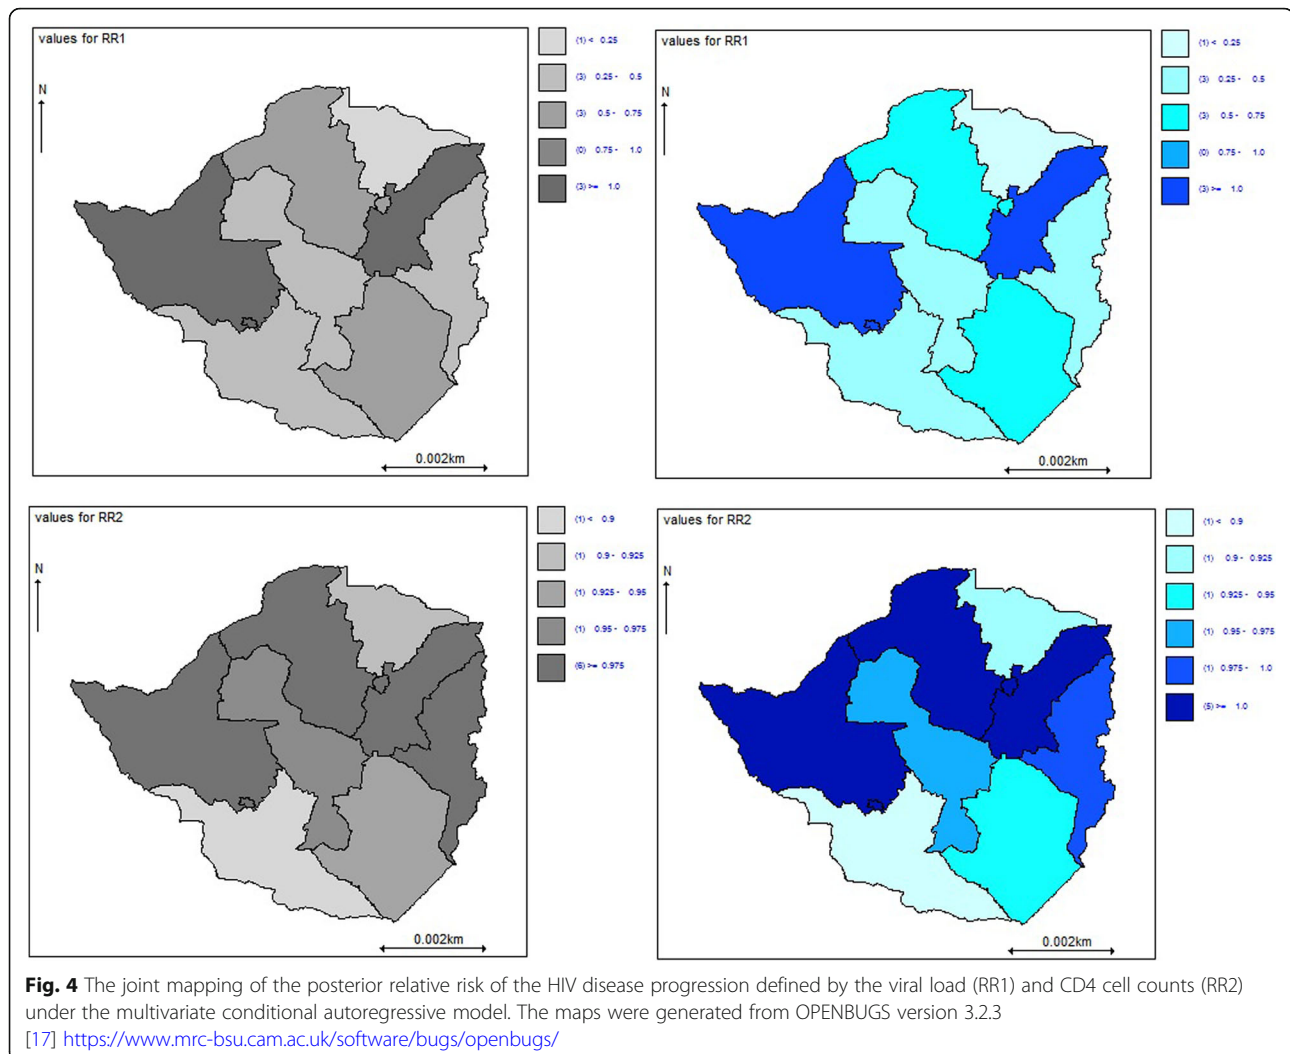 values for RR1
N
0.002km
(1) < 0.25
(3) 0.25 - 0.5
(3) 0.5 - 0.75
(0) 0.75 - 1.0
(3) >= 1.0
values for RR1
N
0.002km
(1) < 0.25
(3) 0.25 - 0.5
(3) 0.5 - 0.75
(0) 0.75 - 1.0
(3) >= 1.0
values for RR2
N
0.002km
(1) < 0.9
(1) 0.9 - 0.925
(1) 0.925 - 0.95
(1) 0.95 - 0.975
(6) >= 0.975
values for RR2
N
0.002km
(1) < 0.9
(1) 0.9 - 0.925
(1) 0.925 - 0.95
(1) 0.95 - 0.975
(1) 0.975 - 1.0
(5) >= 1.0
Fig. 4 The joint mapping of the posterior relative risk of the HIV disease progression defined by the viral load (RR1) and CD4 cell counts (RR2)
under the multivariate conditional autoregressive model. The maps were generated from OPENBUGS version 3.2.3
[17] https://www.mrc-bsu.cam.ac.uk/software/bugs/openbugs/